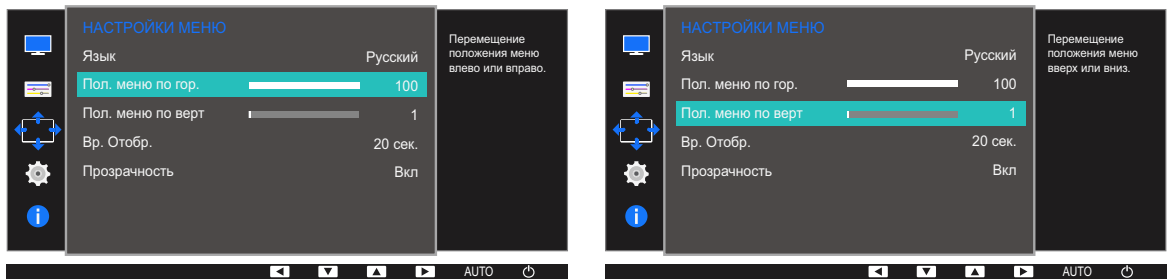 НАСТРОЙКИ МЕНЮ
Язык Русский
Пол. меню по гор. 100
Пол. меню по верт 1
Вр. Отобр. 20 сек.
Прозрачность Вкл
Перемещение
положения меню
влево или вправо.
AUTO
НАСТРОЙКИ МЕНЮ
Язык Русский
Пол. меню по гор. 100
Пол. меню по верт 1
Вр. Отобр. 20 сек.
Прозрачность Вкл
Перемещение
положения меню
вверх или вниз.
AUTO